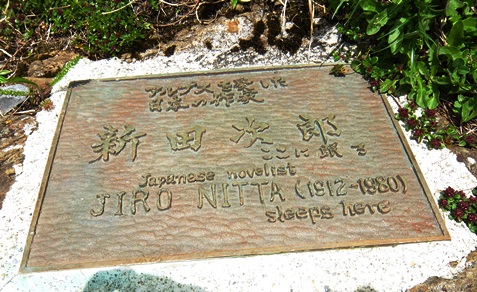 アルプスを愛した
日本の作家
新田次郎
ここに眠る
Japanese novelist
JIRO NITTA (1912~1980)
sleeps here